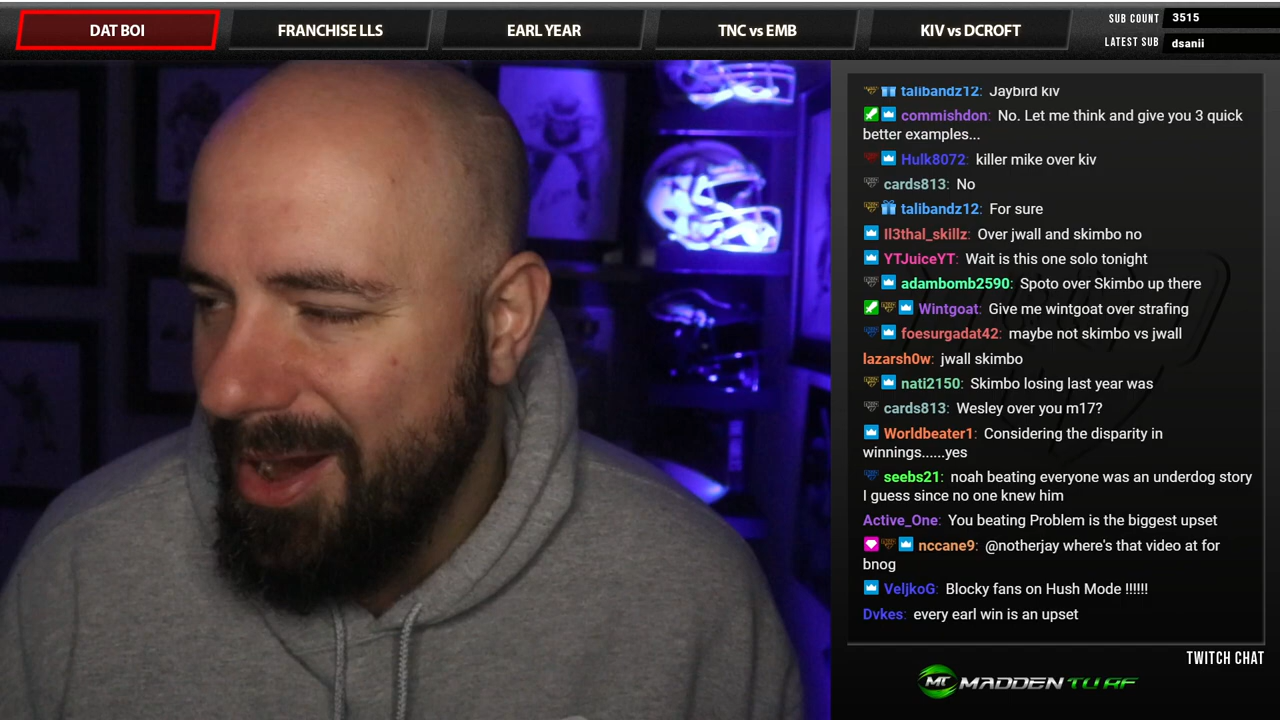 DAT BOI
FRANCHISE LLS
EARL YEAR
TNC vs EMB
KIV vs DCROFT
SUB COUNT 3515
LATEST SUB dsanii
talibandz12: Jaybird kiv
commishdon: No. Let me think and give you 3 quick
better examples...
Hulk8072: killer mike over kiv
cards813: No
talibandz12: For sure
Il3thal_skillz: Over jwall and skimbo no
YTJuiceYT: Wait is this one solo tonight
adambomb2590: Spoto over Skimbo up there
Wintgoat: Give me wintgoat over strafing
foesurgadat42: maybe not skimbo vs jwall
lazarsh0w: jwall skimbo
nati2150: Skimbo losing last year was
cards813: Wesley over you m17?
Worldbeater1: Considering the disparity in
winnings......yes
seebs21: noah beating everyone was an underdog story
I guess since no one knew him
Active_One: You beating Problem is the biggest upset
nccane9: @notherjay where's that video at for
bnog
VeljkoG: Blocky fans on Hush Mode !!!!!!
Dvkes: every earl win is an upset
TWITCH CHAT
MT MADDEN TURF